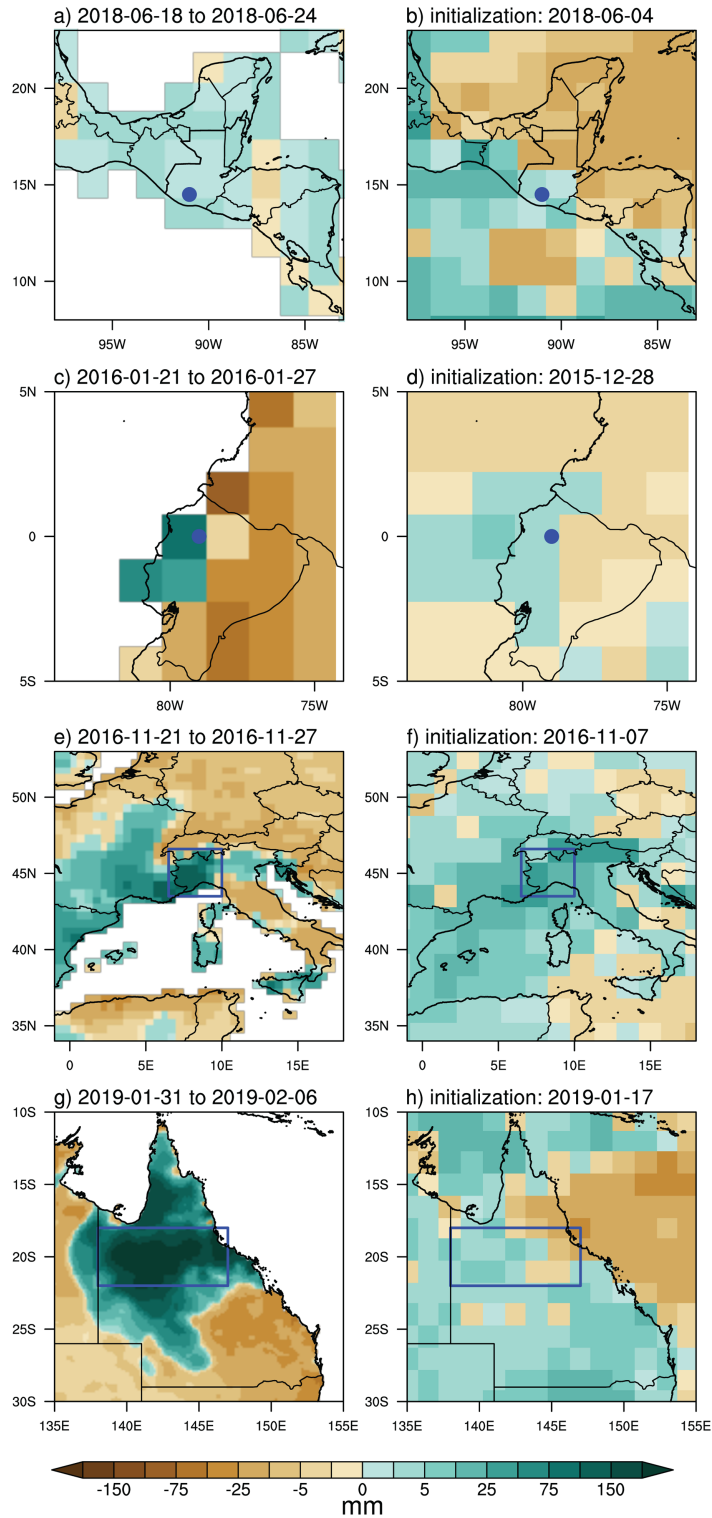 a) 2018-06-18 to 2018-06-24
b) initialization: 2018-06-04
20N
15N
10N
95W 90W 85W
20N
15N
10N
95W 90W 85W
c) 2016-01-21 to 2016-01-27
d) initialization: 2015-12-28
5N
0
5S
80W 75W
5N
0
5S
80W 75W
e) 2016-11-21 to 2016-11-27
f) initialization: 2016-11-07
50N
45N
40N
35N
0 5E 10E 15E
50N
45N
40N
35N
0 5E 10E 15E
g) 2019-01-31 to 2019-02-06
h) initialization: 2019-01-17
10S
15S
20S
25S
30S
135E 140E 145E 150E 155E
10S
15S
20S
25S
30S
135E 140E 145E 150E 155E
-150 -75 -25 -5 0 5 25 75 150
mm